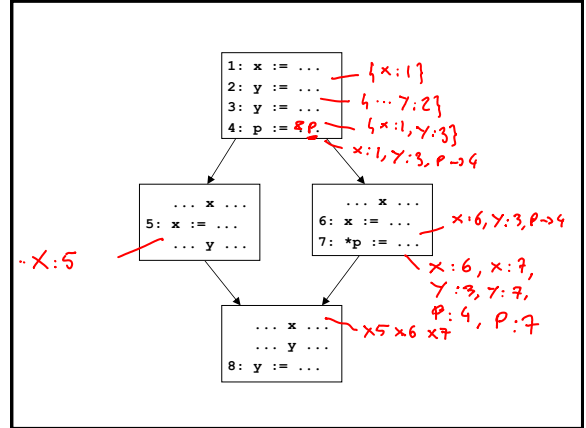 1: x := ...
{x:1}
2: y := ...
{... Y:2}
3: y := ...
{x:1, Y:3}
4: p := &p.
x:1, Y:3, P→4
... x ...
5: x := ...
... y ...
..X:5
... x ...
6: x := ...
x:6, Y:3, P→4
7: *p := ...
x:6, x:7,
Y:3, Y:7,
P:4, P:7
... x ...
x5 x6 x7
... y ...
8: y := ...